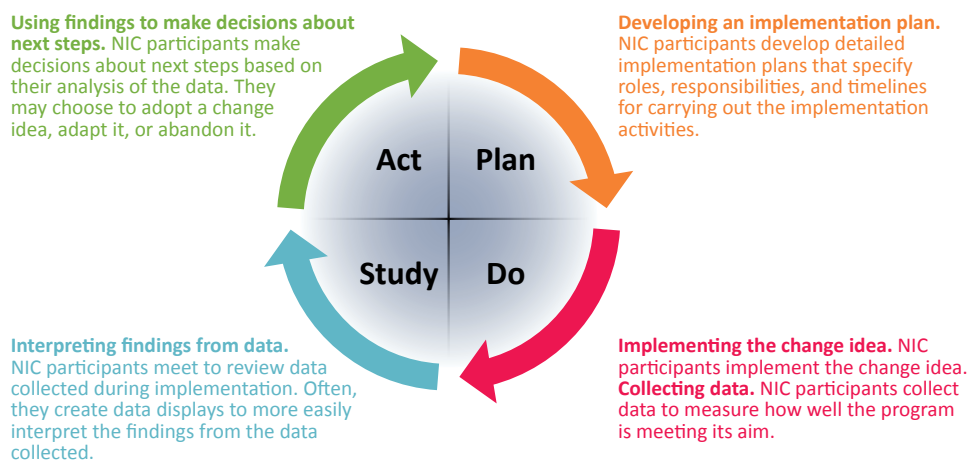 Using findings to make decisions about
next steps. NIC participants make
decisions about next steps based on
their analysis of the data. They
may choose to adopt a change
idea, adapt it, or abandon it.
Developing an implementation plan.
NIC participants develop detailed
implementation plans that specify
roles, responsibilities, and timelines
for carrying out the implementation
activities.
Act
Plan
Study
Do
Interpreting findings from data.
NIC participants meet to review data
collected during implementation. Often,
they create data displays to more easily
interpret the findings from the data
collected.
Implementing the change idea. NIC
participants implement the change idea.
Collecting data. NIC participants collect
data to measure how well the program
is meeting its aim.